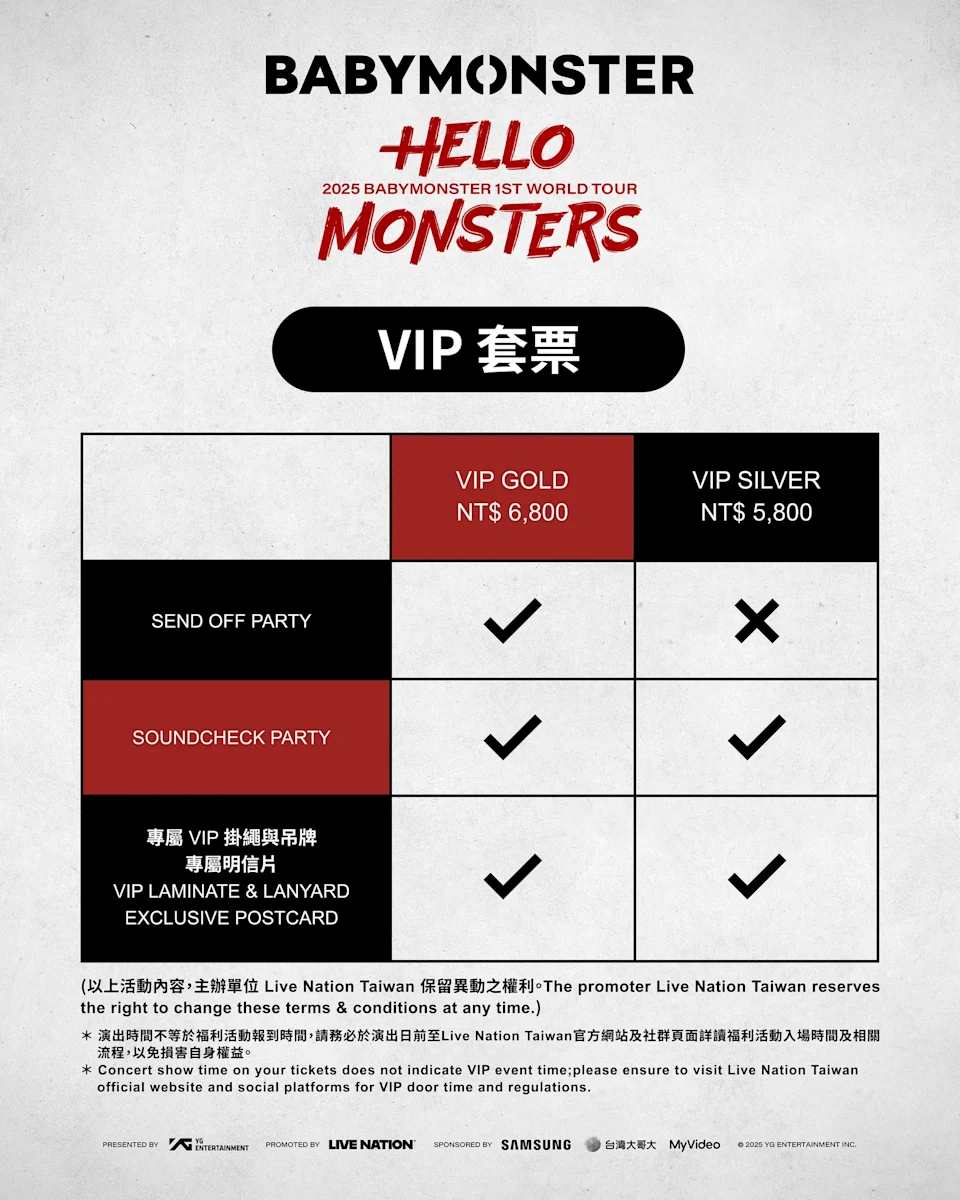 BABYMONSTER
HELLO
2025 BABYMONSTER 1ST WORLD TOUR
MONSTERS
VIP 套票
VIP GOLD
NT$ 6,800
VIP SILVER
NT$ 5,800
SEND OFF PARTY
SOUNDCHECK PARTY
專屬 VIP 掛繩與吊牌
專屬明信片
VIP LAMINATE & LANYARD
EXCLUSIVE POSTCARD
(以上活動內容，主辦單位 Live Nation Taiwan 保留異動之權利。The promoter Live Nation Taiwan reserves
the right to change these terms & conditions at any time.)
＊ 演出時間不等於福利活動報到時間，請務必於演出日前至Live Nation Taiwan官方網站及社群頁面詳讀福利活動入場時間及相關
流程，以免損害自身權益。
＊ Concert show time on your tickets does not indicate VIP event time;please ensure to visit Live Nation Taiwan
official website and social platforms for VIP door time and regulations.
PRESENTED BY YG ENTERTAINMENT PROMOTED BY LIVE NATION SPONSORED BY SAMSUNG 台灣大哥大 MyVideo © 2025 YG ENTERTAINMENT INC.